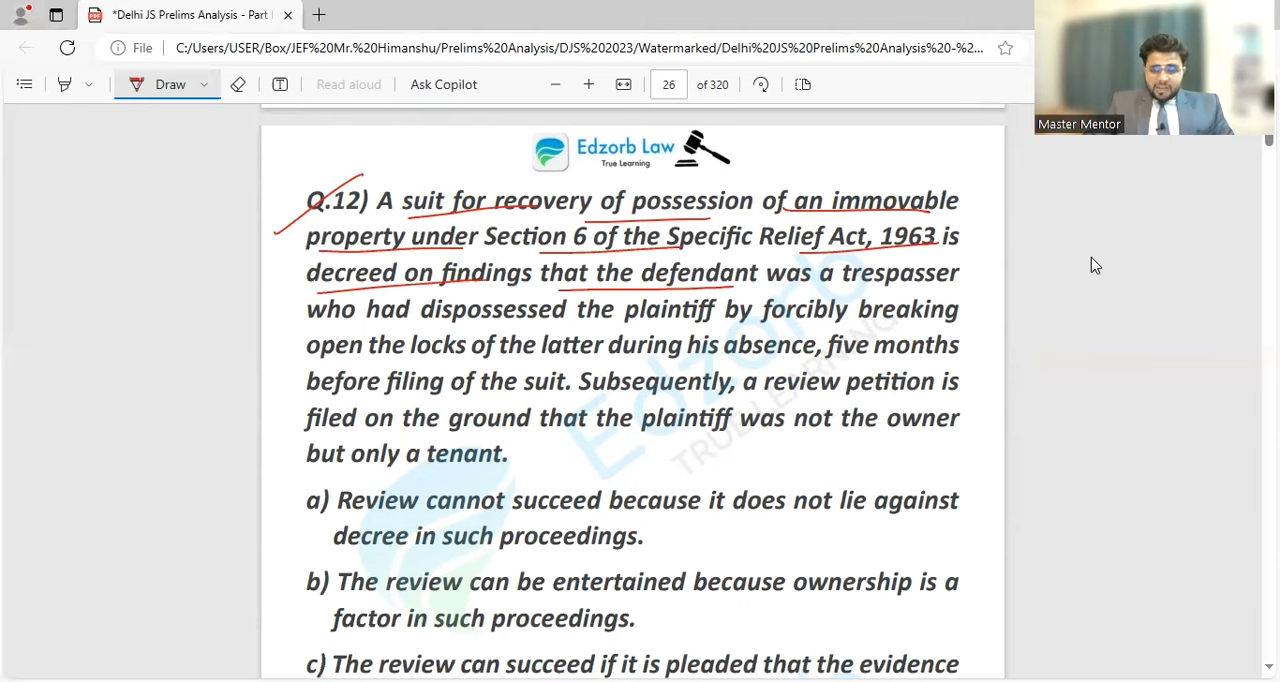 *Delhi JS Prelims Analysis - Part
File
C:/Users/USER/Box/JEF%20Mr.%20Himanshu/Prelims%20Analysis/DJS%202023/Watermarked/Delhi%20JS%20Prelims%20Analysis%20-%2...
Draw
Read aloud
Ask Copilot
26 of 320
Master Mentor
Edzorb Law
True Learning
Q.12) A suit for recovery of possession of an immovable
property under Section 6 of the Specific Relief Act, 1963 is
decreed on findings that the defendant was a trespasser
who had dispossessed the plaintiff by forcibly breaking
open the locks of the latter during his absence, five months
before filing of the suit. Subsequently, a review petition is
filed on the ground that the plaintiff was not the owner
but only a tenant.
a) Review cannot succeed because it does not lie against
decree in such proceedings.
b) The review can be entertained because ownership is a
factor in such proceedings.
c) The review can succeed if it is pleaded that the evidence
Edzorb
TRUE LEARNING